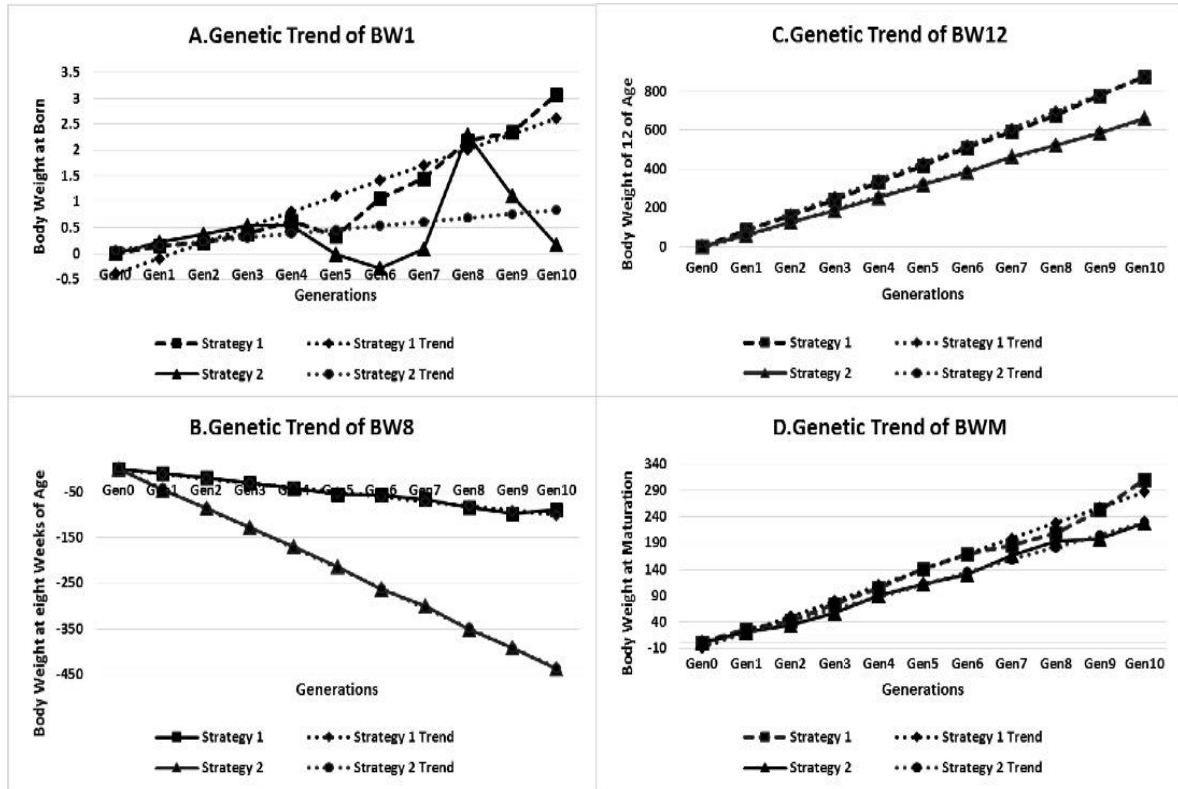 A.Genetic Trend of BW1
Body Weight at Born
3.5
3
2.5
2
1.5
1
0.5
0
-0.5
Gen0 Gen1 Gen2 Gen3 Gen4 Gen5 Gen6 Gen7 Gen8 Gen9 Gen10
Generations
Strategy 1 Strategy 1 Trend
Strategy 2 Strategy 2 Trend
C.Genetic Trend of BW12
Body Weight of 12 of Age
800
600
400
200
0
Gen0 Gen1 Gen2 Gen3 Gen4 Gen5 Gen6 Gen7 Gen8 Gen9 Gen10
Generations
Strategy 1 Strategy 1 Trend
Strategy 2 Strategy 2 Trend
B.Genetic Trend of BW8
Body Weight at eight Weeks of Age
-50
-150
-250
-350
-450
Gen0 Gen1 Gen2 Gen3 Gen4 Gen5 Gen6 Gen7 Gen8 Gen9 Gen10
Generations
Strategy 1 Strategy 1 Trend
Strategy 2 Strategy 2 Trend
D.Genetic Trend of BWM
Body Weight at Maturation
340
290
240
190
140
90
40
-10
Gen0 Gen1 Gen2 Gen3 Gen4 Gen5 Gen6 Gen7 Gen8 Gen9 Gen10
Generations
Strategy 1 Strategy 1 Trend
Strategy 2 Strategy 2 Trend